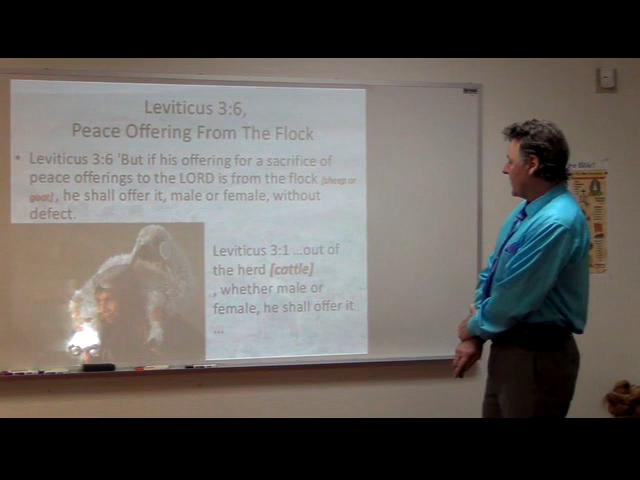 Leviticus 3:6,
Peace Offering From The Flock
• Leviticus 3:6 'But if his offering for a sacrifice of
peace offerings to the LORD is from the flock [sheep or
goat] , he shall offer it, male or female, without
defect.
Leviticus 3:1 ...out of
the herd [cattle]
, whether male or
female, he shall offer it
...